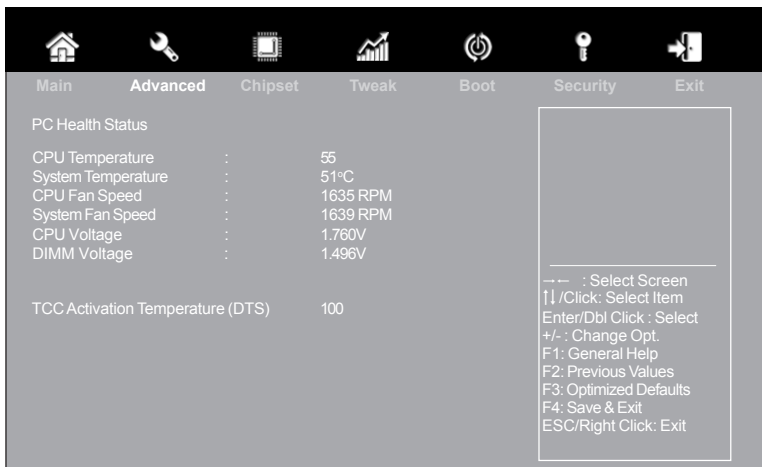 Main Advanced Chipset Tweak Boot Security Exit
PC Health Status
CPU Temperature : 55
System Temperature : 51°C
CPU Fan Speed : 1635 RPM
System Fan Speed : 1639 RPM
CPU Voltage : 1.760V
DIMM Voltage : 1.496V
TCC Activation Temperature (DTS) 100
→← : Select Screen
↑↓/Click: Select Item
Enter/Dbl Click : Select
+/- : Change Opt.
F1: General Help
F2: Previous Values
F3: Optimized Defaults
F4: Save & Exit
ESC/Right Click: Exit